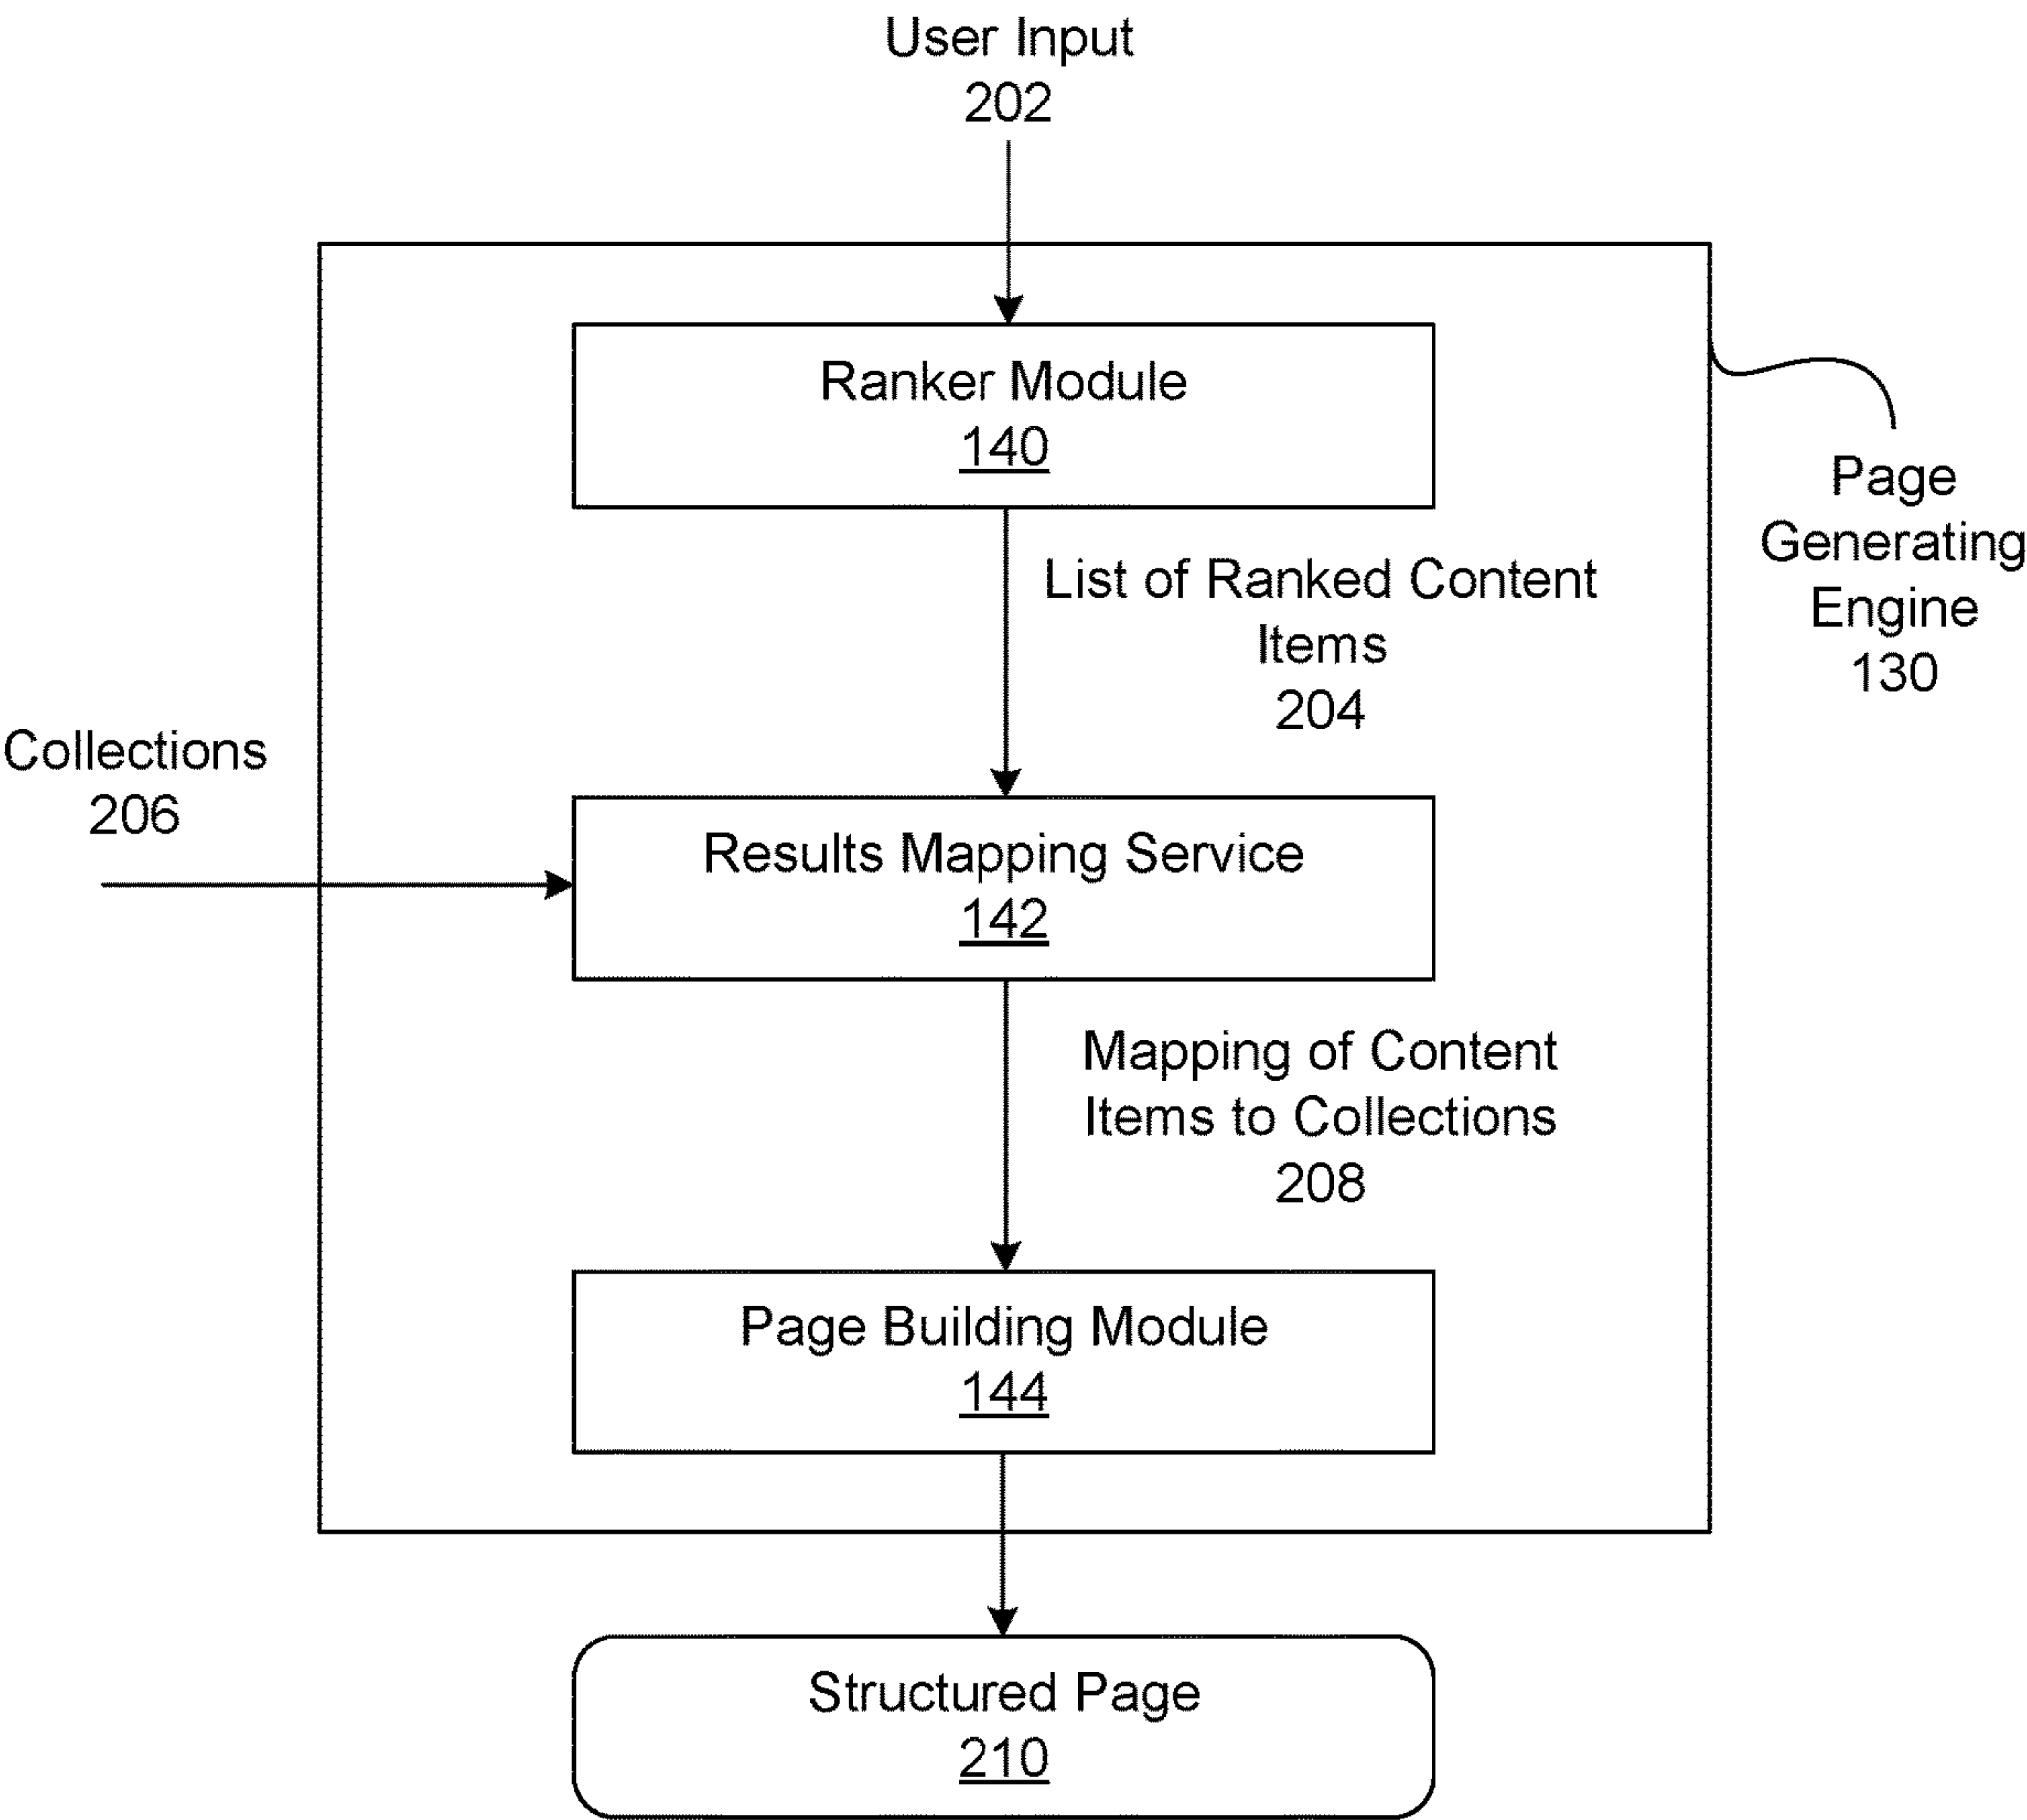 User Input
202
Ranker Module
140
Page
Generating
Engine
130
List of Ranked Content
Items
204
Collections
206
Results Mapping Service
142
Mapping of Content
Items to Collections
208
Page Building Module
144
Structured Page
210